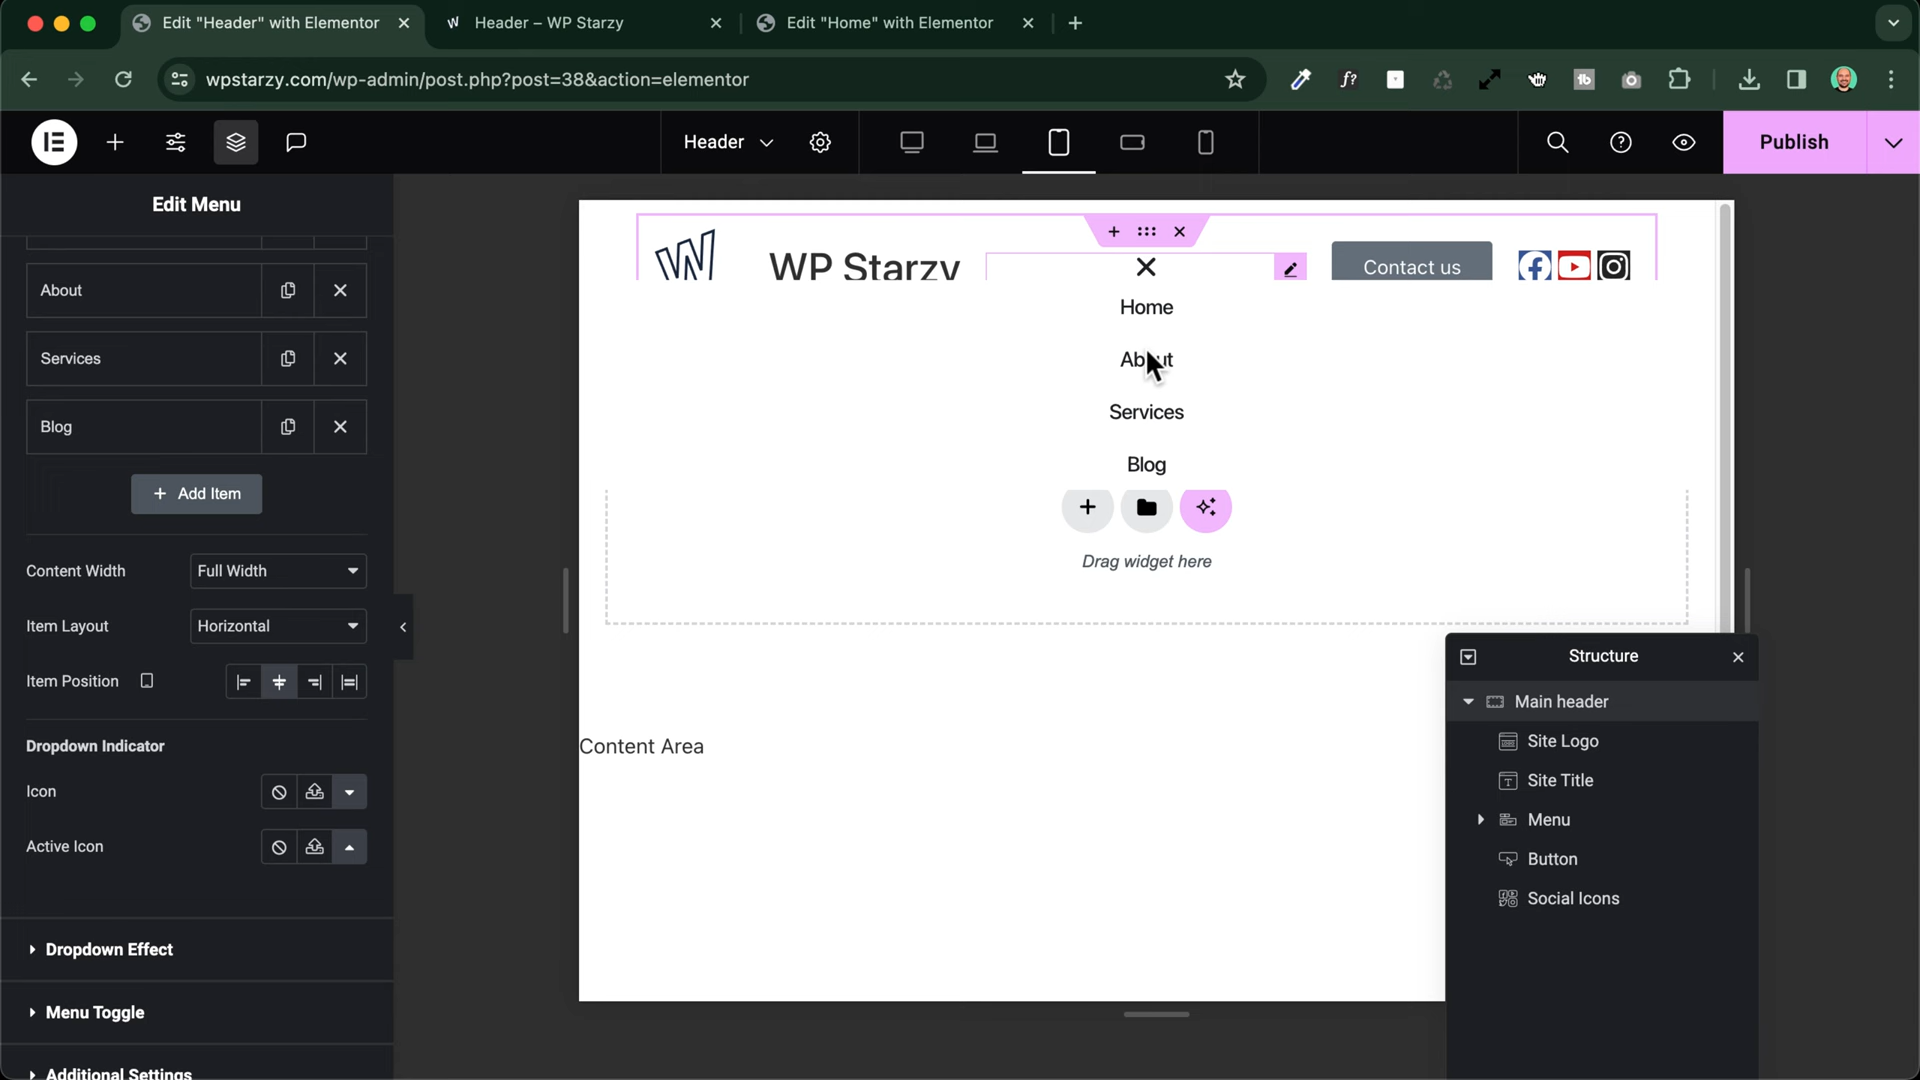 Edit "Header" with Elementor
Header – WP Starzy
Edit "Home" with Elementor
wpstarzy.com/wp-admin/post.php?post=38&action=elementor
f?
tb
Header
Publish
Edit Menu
About
Services
Blog
+ Add Item
Content Width
Full Width
Item Layout
Horizontal
Item Position
Dropdown Indicator
Icon
Active Icon
Dropdown Effect
Menu Toggle
Additional Settings
WP Starzy
Contact us
Home
About
Services
Blog
Drag widget here
Content Area
Structure
Main header
Site Logo
Site Title
Menu
Button
Social Icons